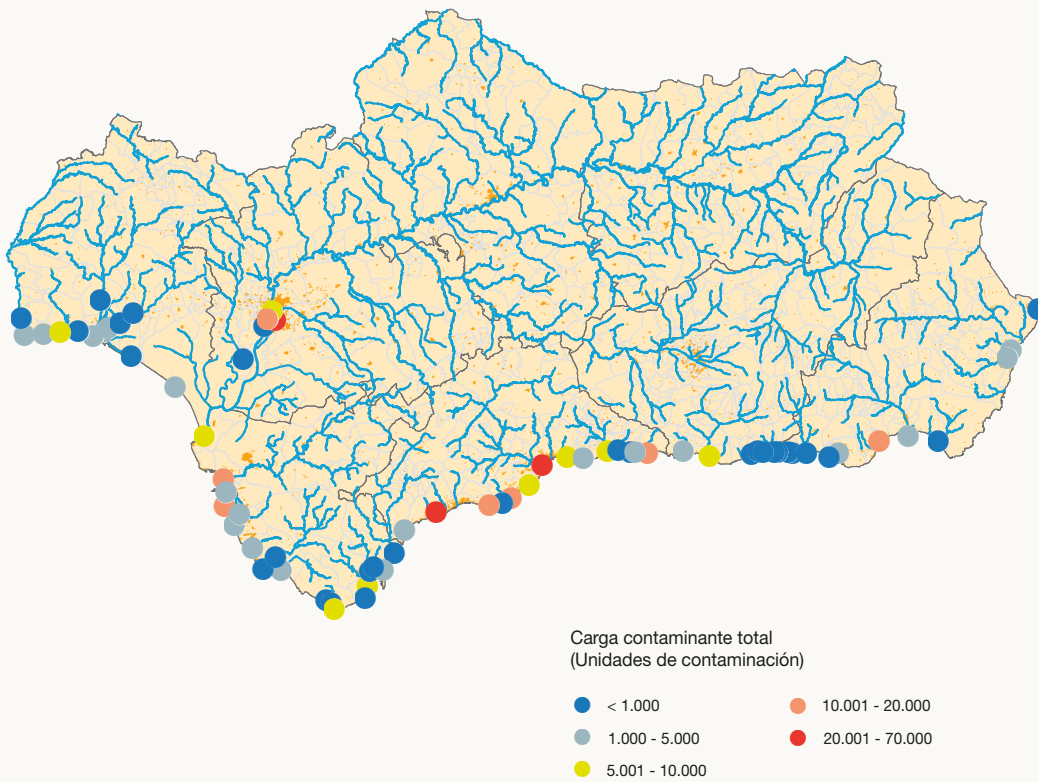 Carga contaminante total
(Unidades de contaminación)
< 1.000
10.001 - 20.000
1.000 - 5.000
20.001 - 70.000
5.001 - 10.000